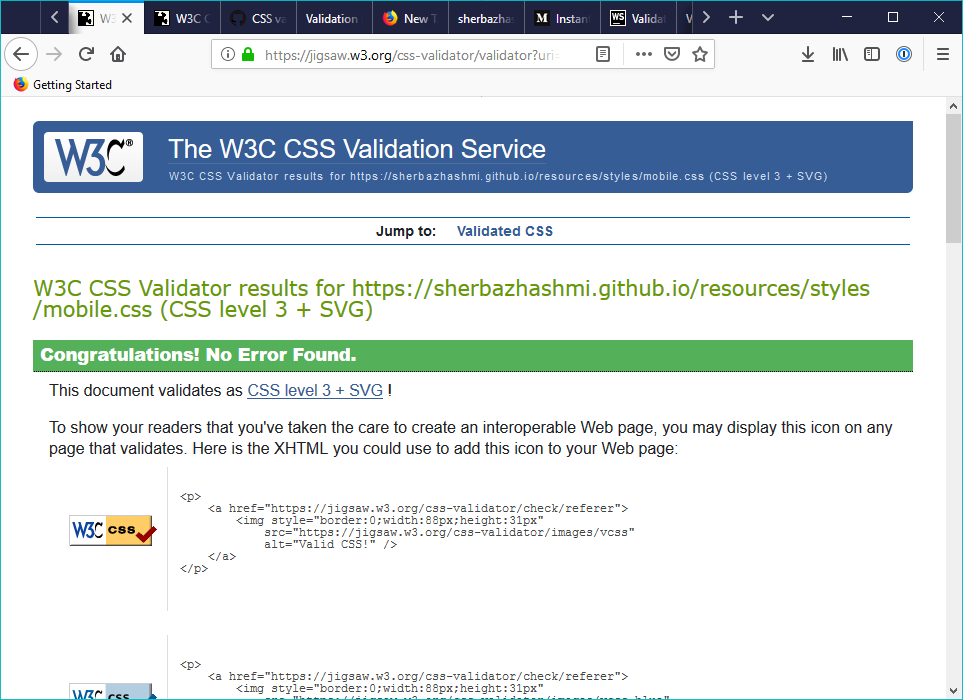 W3
W3C C
CSS va
Validation
New T
sherbazhas
M Instan
WS Valida
V
https://jigsaw.w3.org/css-validator/validator?uri=
Getting Started
W3C®
The W3C CSS Validation Service
W3C CSS Validator results for https://sherbazhashmi.github.io/resources/styles/mobile.css (CSS level 3 + SVG)
Jump to: Validated CSS
W3C CSS Validator results for https://sherbazhashmi.github.io/resources/styles
/mobile.css (CSS level 3 + SVG)
Congratulations! No Error Found.
This document validates as CSS level 3 + SVG !
To show your readers that you've taken the care to create an interoperable Web page, you may display this icon on any
page that validates. Here is the XHTML you could use to add this icon to your Web page:
W3C css
<p>
<a href="https://jigsaw.w3.org/css-validator/check/referer">
<img style="border:0;width:88px;height:31px"
src="https://jigsaw.w3.org/css-validator/images/vcss"
alt="Valid CSS!" />
</a>
</p>
W3C css
<p>
<a href="https://jigsaw.w3.org/css-validator/check/referer">
<img style="border:0;width:88px;height:31px"